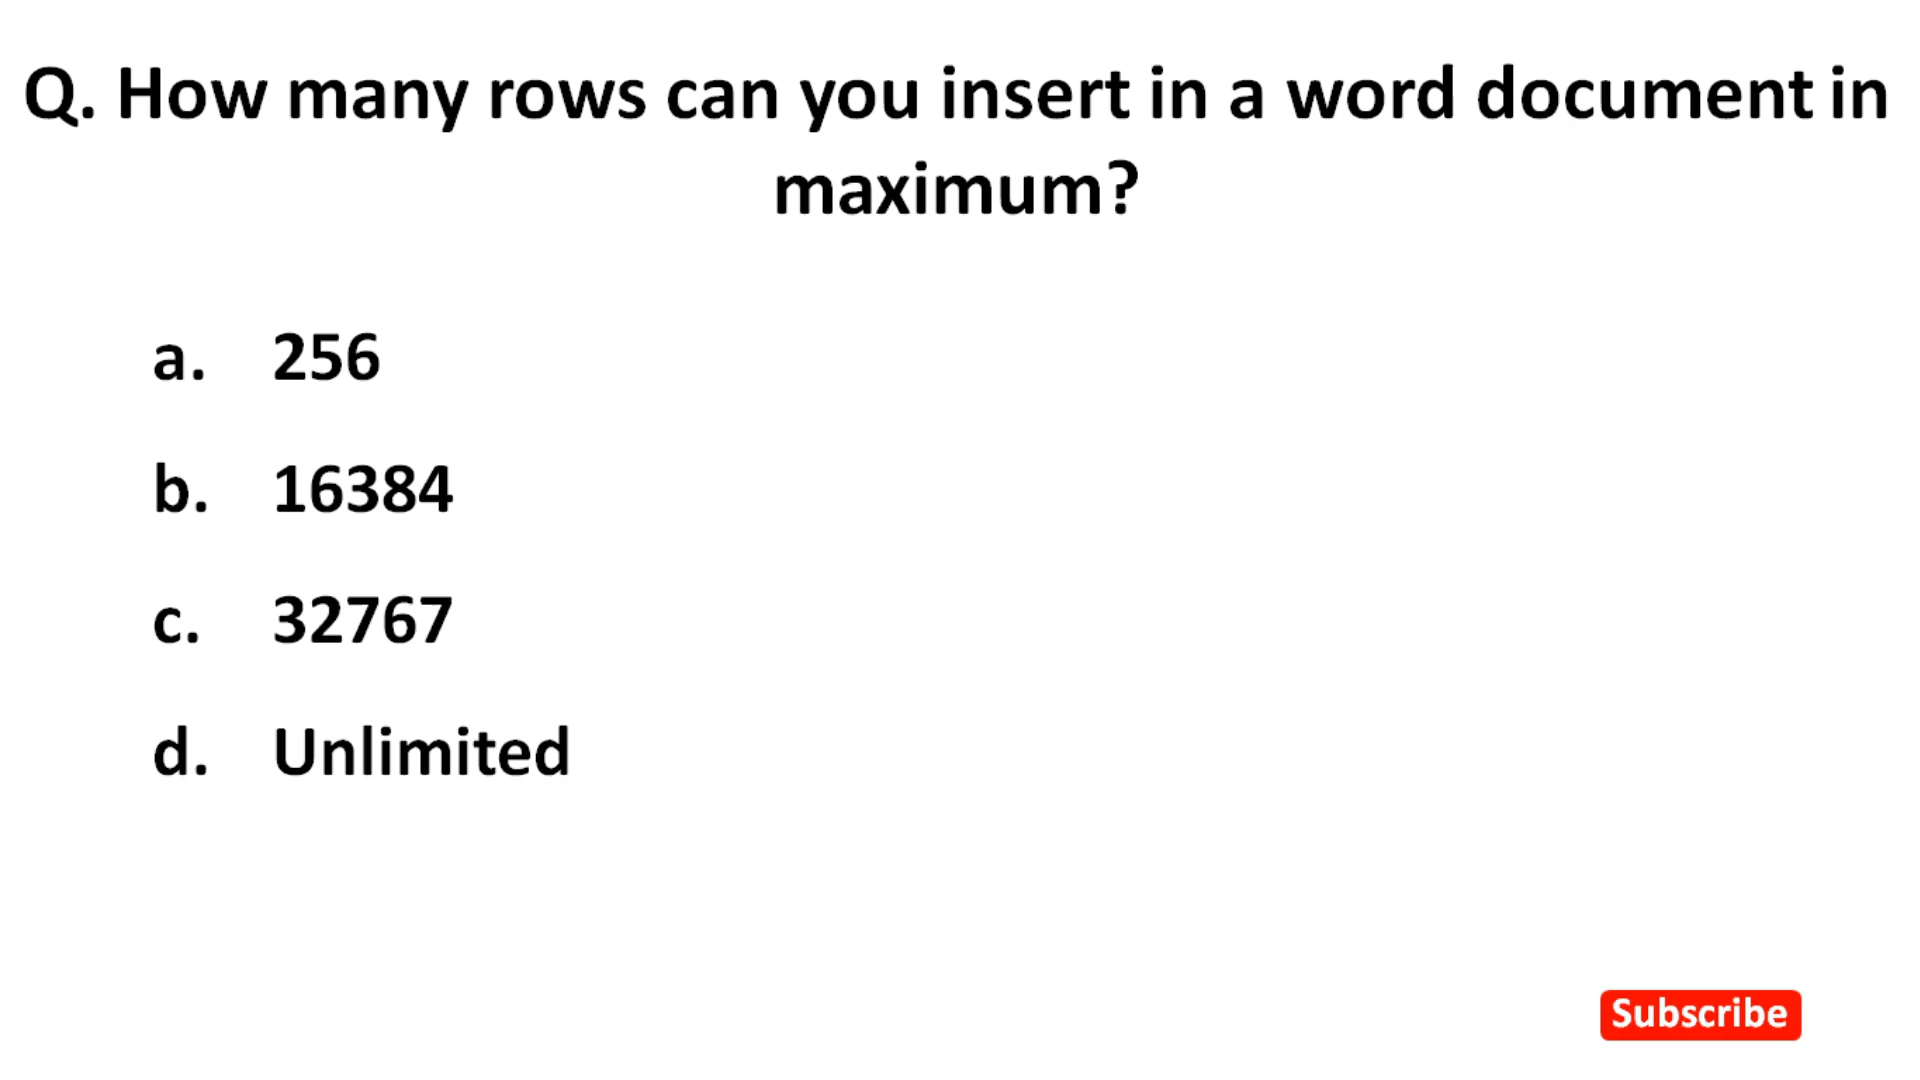 Q. How many rows can you insert in a word document in
maximum?
a. 256
b. 16384
c. 32767
d. Unlimited
Subscribe